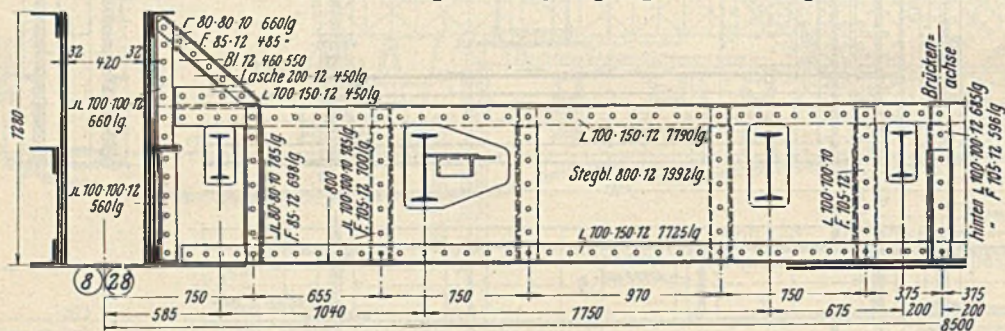 ┌ 80·80·10 660lg
F. 85·12 485 "
Bl 12 460·550
Lasche 200·12 450lg
∟ 100·150·12 450lg
32
420
32
⅃∟ 100·100·12
660lg
1280
⅃∟ 100·100·12
560lg
⅃∟ 80·80·10 785lg
F. 85·12 698lg
800
⅃∟ 100·100·10 785lg
F. 105·12 700lg
∟ 100·150·12 7790lg
Stegbl. 800·12 7992lg
∟ 100·150·12 7725lg
∟ 100·100·10
F. 105·12
Brücken=
achse
hinten ∟ 100·100·12 685lg
" F. 105·12 596lg
8 28
750 655 750 970 750 375 375
585 1040 1750 675 200 200
8500